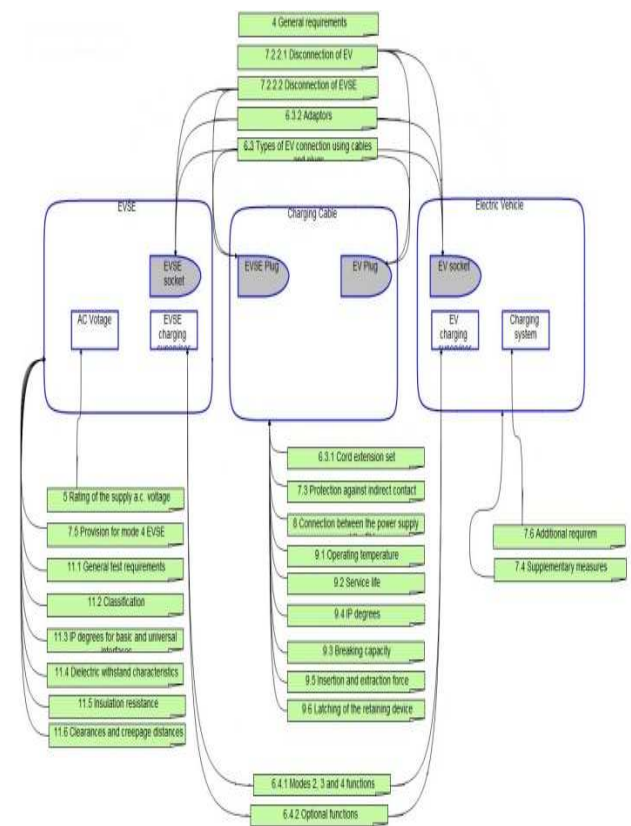 4 General requirements
7.2.2.1 Disconnection of EV
7.2.2.2 Disconnection of EVSE
6.3.2 Adaptors
6.3 Types of EV connection using cables
and plugs
EVSE
Charging Cable
Electric Vehicle
EVSE
socket
EVSE Plug
EV Plug
EV socket
AC Votage
EVSE
charging
supervisor
EV
charging
supervisor
Charging
system
6.3.1 Cord extension set
7.3 Protection against indirect contact
8 Connection between the power supply
9.1 Operating temperature
9.2 Service life
9.4 IP degrees
9.3 Breaking capacity
9.5 Insertion and extraction force
9.6 Latching of the retaining device
5 Rating of the supply a.c. voltage
7.5 Provision for mode 4 EVSE
11.1 General test requirements
11.2 Classification
11.3 IP degrees for basic and universal
interfaces
11.4 Dielectric withstand characteristics
11.5 Insulation resistance
11.6 Clearances and creepage distances
7.6 Additional requirem
7.4 Supplementary measures
6.4.1 Modes 2, 3 and 4 functions
6.4.2 Optional functions